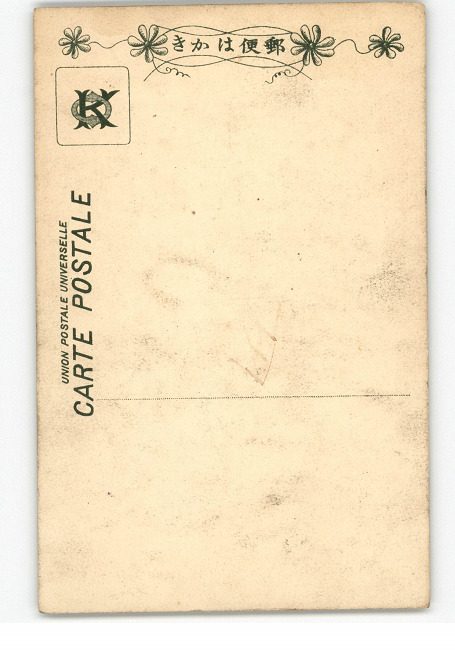 きかは便郵
K
UNION POSTALE UNIVERSELLE
CARTE POSTALE